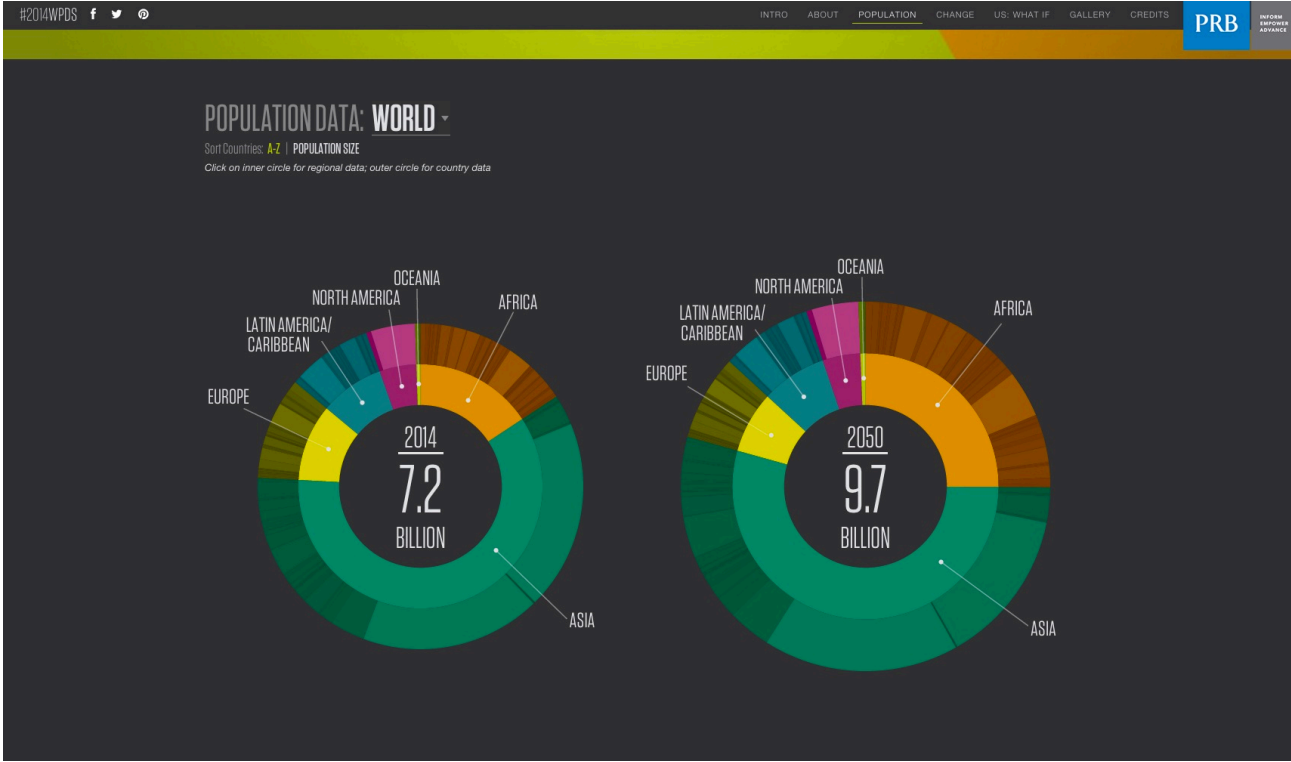 #2014WPDS
INTRO ABOUT POPULATION CHANGE US: WHAT IF GALLERY CREDITS
PRB
INFORM
EMPOWER
ADVANCE
POPULATION DATA: WORLD
Sort Countries: A-Z | POPULATION SIZE
Click on inner circle for regional data; outer circle for country data
OCEANIA
NORTH AMERICA
AFRICA
LATIN AMERICA/
CARIBBEAN
EUROPE
2014
7.2
BILLION
ASIA
OCEANIA
NORTH AMERICA
AFRICA
LATIN AMERICA/
CARIBBEAN
EUROPE
2050
9.7
BILLION
ASIA